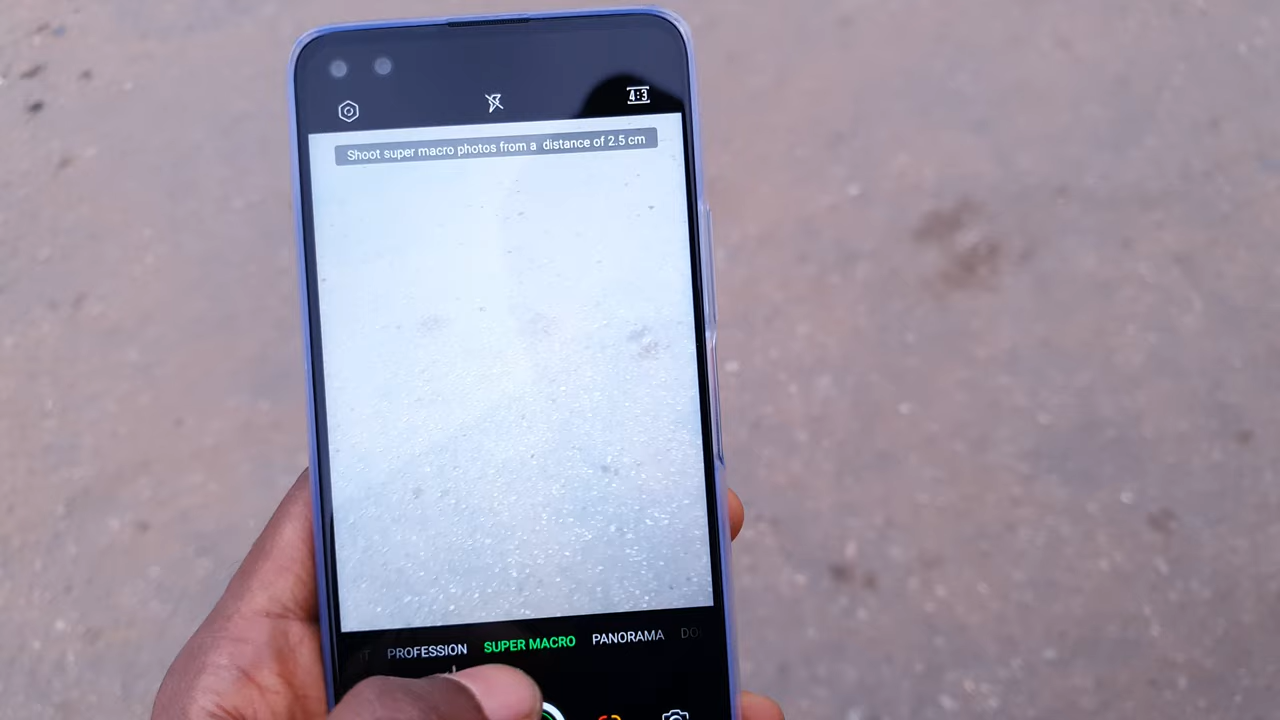 4:3
Shoot super macro photos from a distance of 2.5 cm
PROFESSION SUPER MACRO PANORAMA